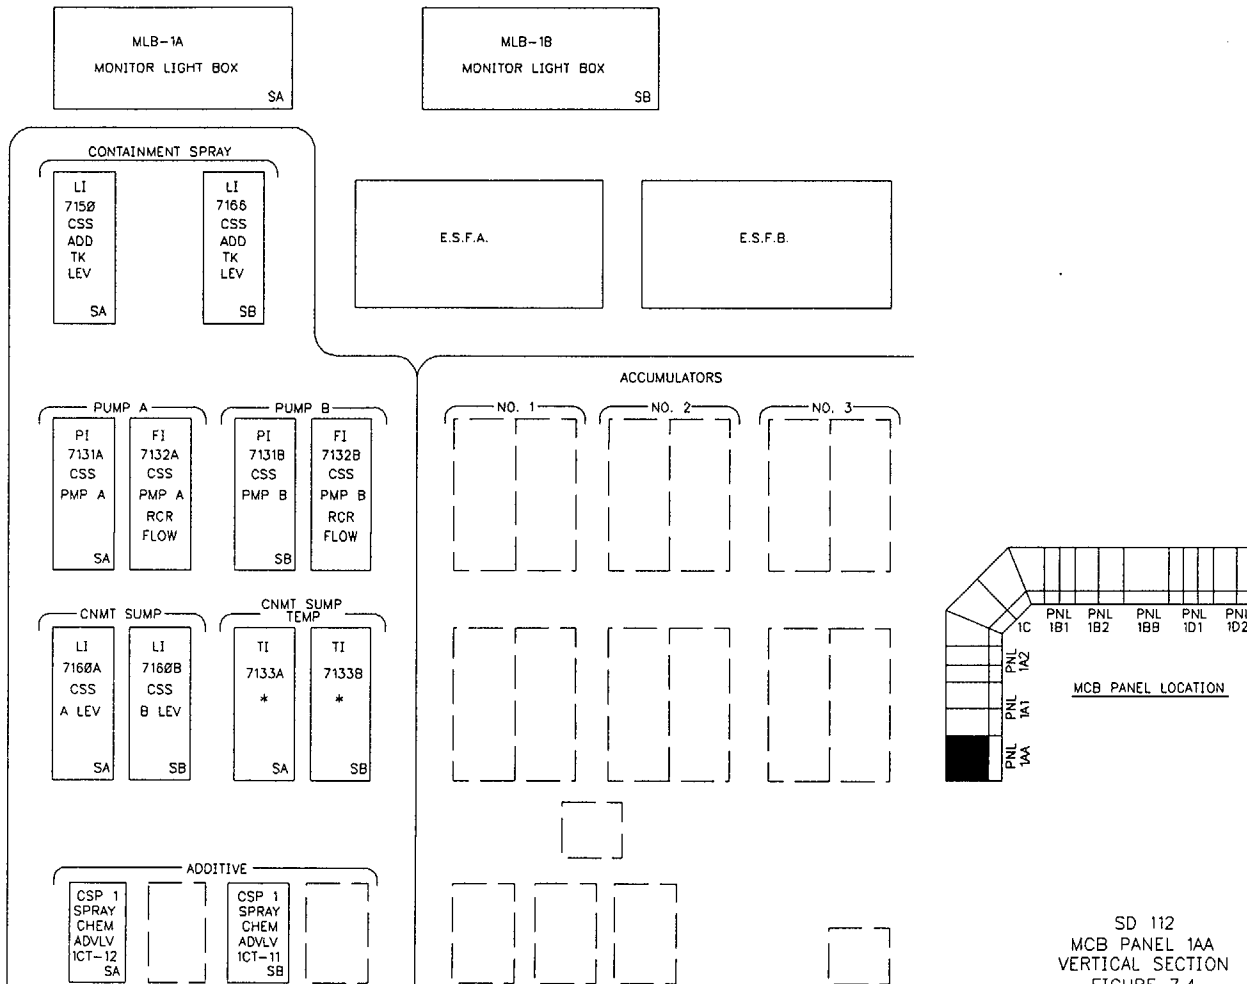 MLB-1A
MONITOR LIGHT BOX
SA
MLB-1B
MONITOR LIGHT BOX
SB
CONTAINMENT SPRAY
LI
7150
CSS
ADD
TK
LEV
SA
LI
7166
CSS
ADD
TK
LEV
SB
E.S.F.A.
E.S.F.B.
PUMP A
PI
7131A
CSS
PMP A
SA
FI
7132A
CSS
PMP A
RCR
FLOW
PUMP B
PI
7131B
CSS
PMP B
SB
FI
7132B
CSS
PMP B
RCR
FLOW
ACCUMULATORS
NO. 1
NO. 2
NO. 3
CNMT SUMP
LI
7160A
CSS
A LEV
SA
LI
7160B
CSS
B LEV
SB
CNMT SUMP
TEMP
TI
7133A
*
SA
TI
7133B
*
SB
ADDITIVE
CSP 1
SPRAY
CHEM
ADVLV
1CT-12
SA
CSP 1
SPRAY
CHEM
ADVLV
1CT-11
SB
1C
PNL
1B1
PNL
1B2
PNL
1BB
PNL
1D1
PNL
1D2
PNL
1A2
PNL
1A1
PNL
1AA
MCB PANEL LOCATION
SD 112
MCB PANEL 1AA
VERTICAL SECTION
FIGURE 7.4